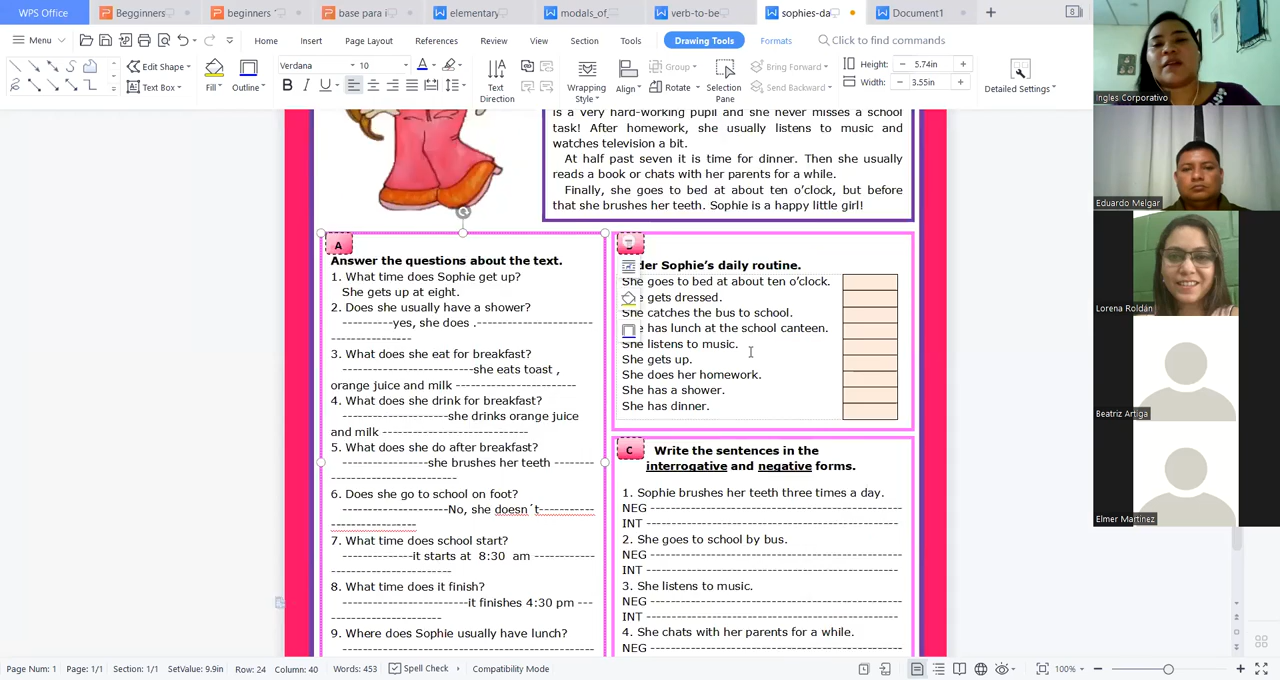 WPS Office
Begginners
beginners
base para i
elementary
modals_of_
verb-to-be
sophies-da
Document1
8
Menu
Home
Insert
Page Layout
References
Review
View
Section
Tools
Drawing Tools
Formats
Click to find commands
Edit Shape
Text Box
Fill
Outline
Verdana
10
B I U
Text
Direction
Wrapping
Style
Align
Group
Rotate
Selection
Pane
Bring Forward
Send Backward
Height: 5.74in
Width: 3.55in
Detailed Settings
is a very hard-working pupil and she never misses a school
task! After homework, she usually listens to music and
watches television a bit.
At half past seven it is time for dinner. Then she usually
reads a book or chats with her parents for a while.
Finally, she goes to bed at about ten o'clock, but before
that she brushes her teeth. Sophie is a happy little girl!
A
Answer the questions about the text.
1. What time does Sophie get up?
She gets up at eight.
2. Does she usually have a shower?
----------yes, she does .-----------------------
----------------
3. What does she eat for breakfast?
--------------------------she eats toast ,
orange juice and milk ------------------------
4. What does she drink for breakfast?
---------------------she drinks orange juice
and milk -----------------------------
5. What does she do after breakfast?
-----------------she brushes her teeth --------
-------------------------
6. Does she go to school on foot?
---------------------No, she doesn´t-----------
-----------------
7. What time does school start?
--------------it starts at 8:30 am ------------
------------------------
8. What time does it finish?
-------------------------it finishes 4:30 pm ---
----------------------
9. Where does Sophie usually have lunch?
--------------------------------------------------
der Sophie's daily routine.
She goes to bed at about ten o'clock.
e gets dressed.
She catches the bus to school.
e has lunch at the school canteen.
She listens to music.
She gets up.
She does her homework.
She has a shower.
She has dinner.
C
Write the sentences in the
interrogative and negative forms.
1. Sophie brushes her teeth three times a day.
NEG --------------------------------------------------
INT --------------------------------------------------
2. She goes to school by bus.
NEG --------------------------------------------------
INT --------------------------------------------------
3. She listens to music.
NEG --------------------------------------------------
INT --------------------------------------------------
4. She chats with her parents for a while.
NEG --------------------------------------------------
Ingles Corporativo
Eduardo Melgar
Lorena Roldán
Beatriz Artiga
Elmer Martinez
Page Num: 1
Page: 1/1
Section: 1/1
SetValue: 9.9in
Row: 24
Column: 40
Words: 453
Spell Check
Compatibility Mode
100%